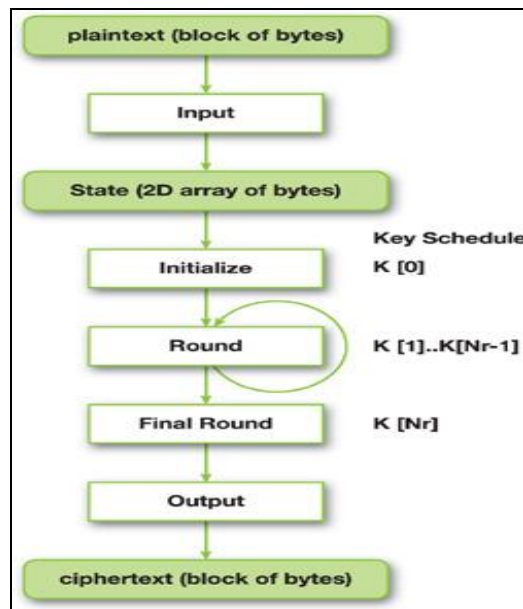 plaintext (block of bytes)
Input
State (2D array of bytes)
Key Schedule
Initialize K [0]
Round K [1]..K[Nr-1]
Final Round K [Nr]
Output
ciphertext (block of bytes)